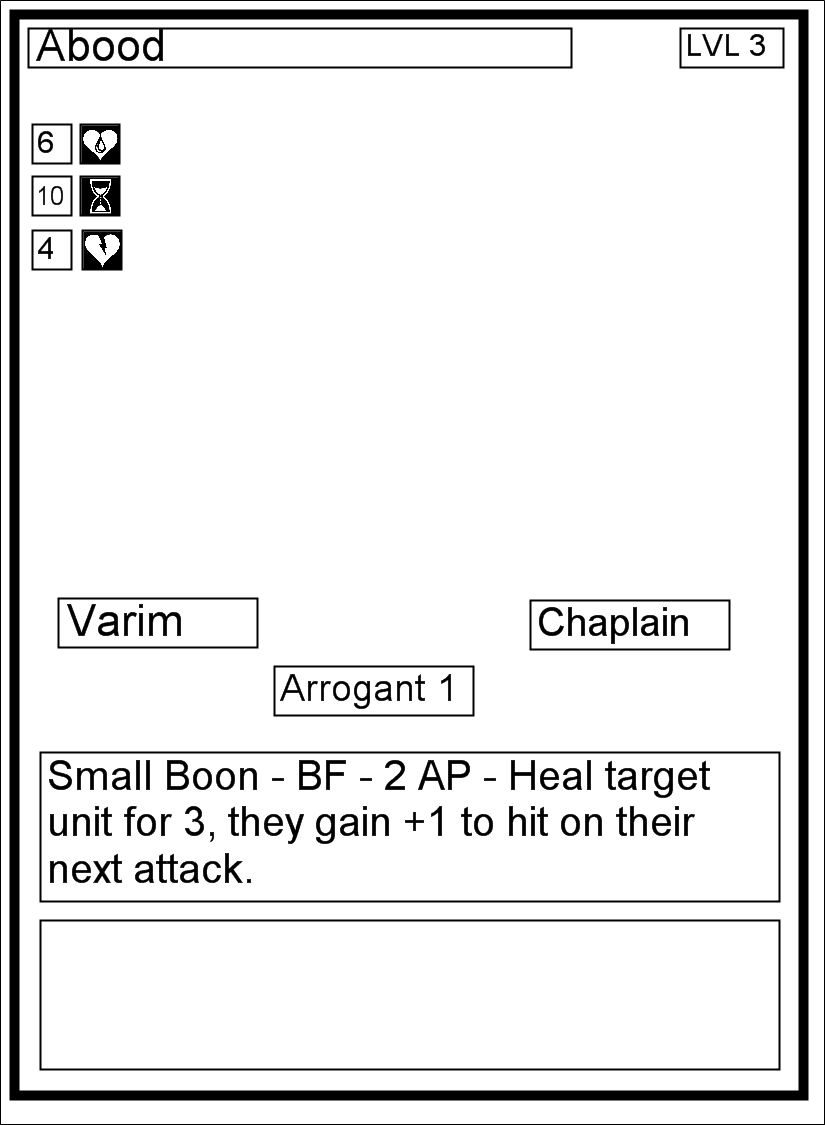 Abood
LVL 3
6
10
4
Varim
Chaplain
Arrogant 1
Small Boon - BF - 2 AP - Heal target
unit for 3, they gain +1 to hit on their
next attack.